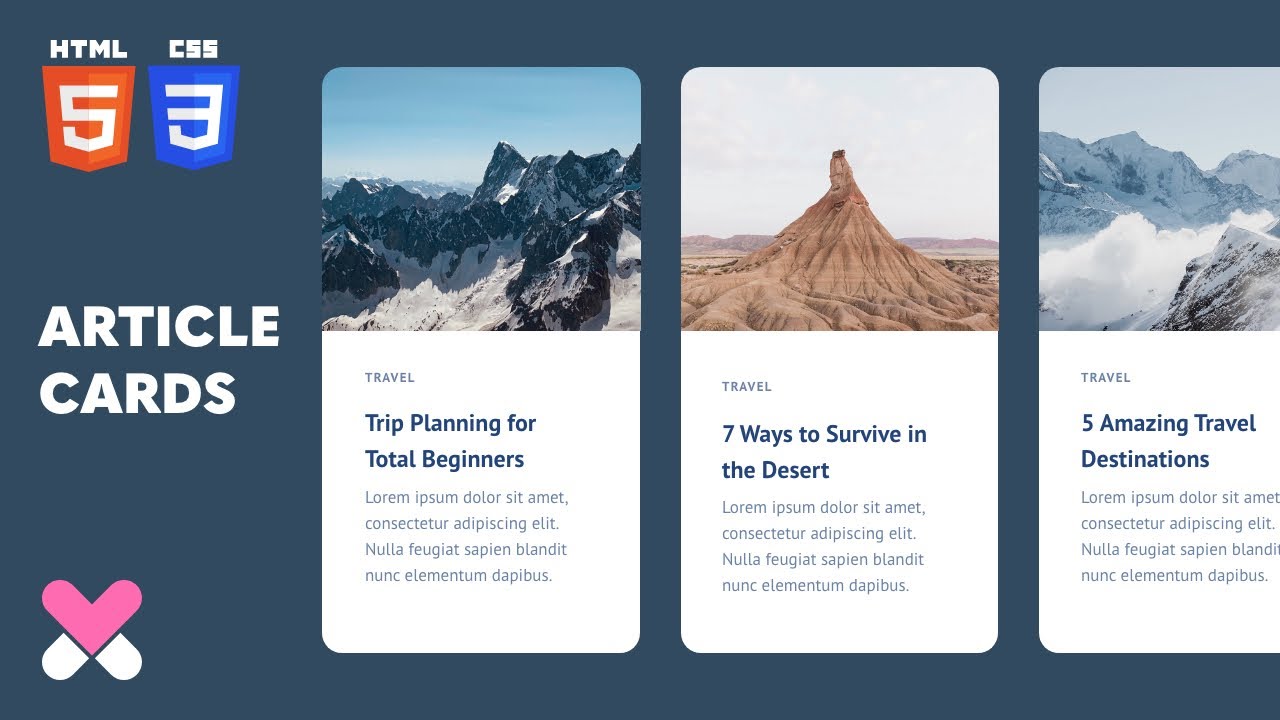 HTML CSS
5 3
ARTICLE
CARDS
TRAVEL
Trip Planning for
Total Beginners
Lorem ipsum dolor sit amet,
consectetur adipiscing elit.
Nulla feugiat sapien blandit
nunc elementum dapibus.
TRAVEL
7 Ways to Survive in
the Desert
Lorem ipsum dolor sit amet,
consectetur adipiscing elit.
Nulla feugiat sapien blandit
nunc elementum dapibus.
TRAVEL
5 Amazing Travel
Destinations
Lorem ipsum dolor sit amet
consectetur adipiscing elit.
Nulla feugiat sapien blandit
nunc elementum dapibus.